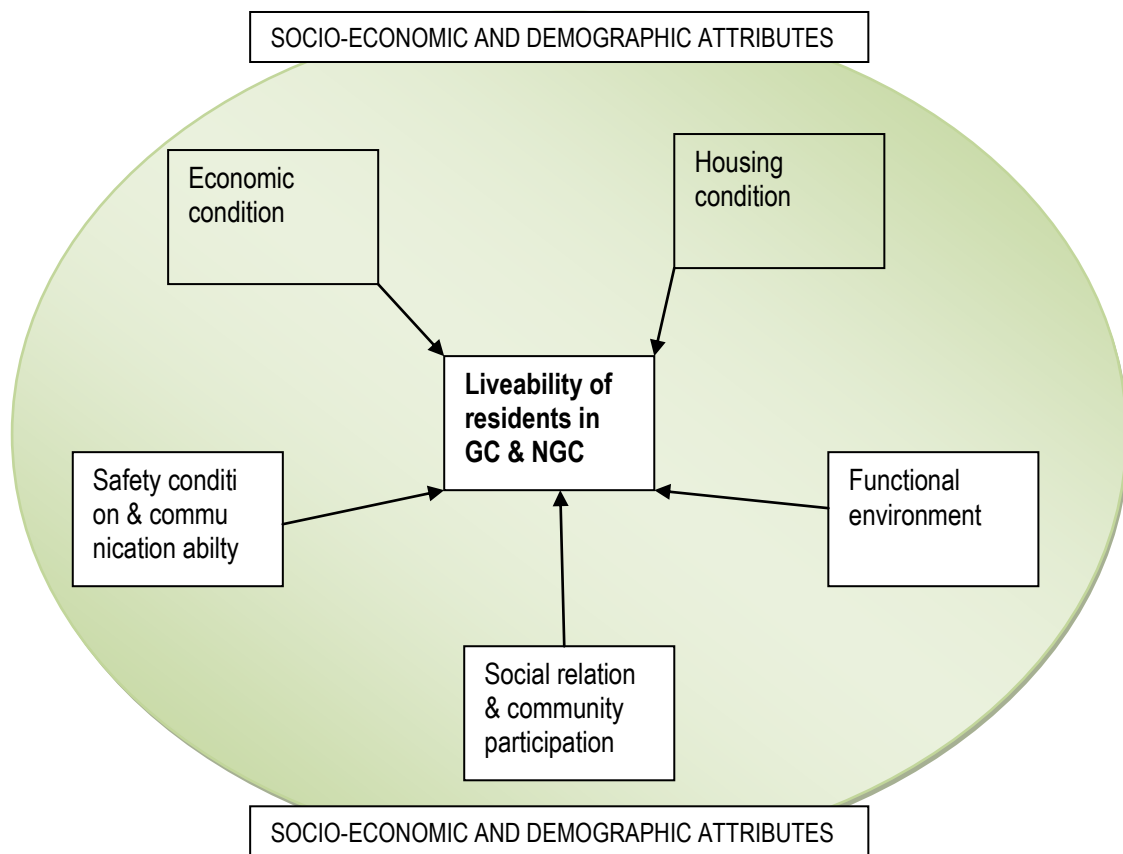 SOCIO-ECONOMIC AND DEMOGRAPHIC ATTRIBUTES
Economic
condition
Housing
condition
Liveability of
residents in
GC & NGC
Safety conditi
on & commu
nication abilty
Functional
environment
Social relation
& community
participation
SOCIO-ECONOMIC AND DEMOGRAPHIC ATTRIBUTES